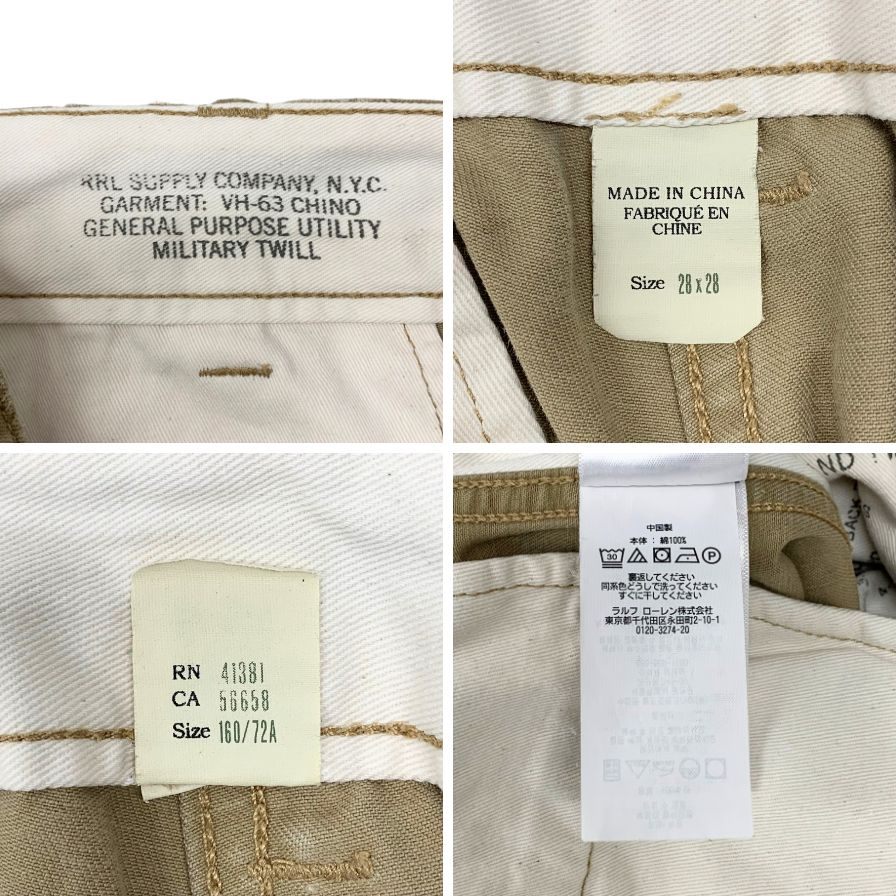 RRL SUPPLY COMPANY, N.Y.C.
GARMENT: VH-63 CHINO
GENERAL PURPOSE UTILITY
MILITARY TWILL
MADE IN CHINA
FABRIQUÉ EN
CHINE
Size 28 x 28
RN 41381
CA 56658
Size 160/72A
ND
BACK
中国製
本体 : 綿100%
30
P
裏返してください
同系色どうしで洗ってください
すぐに干してください
ラルフ ローレン株式会社
東京都千代田区永田町2-10-1
0120-3274-20